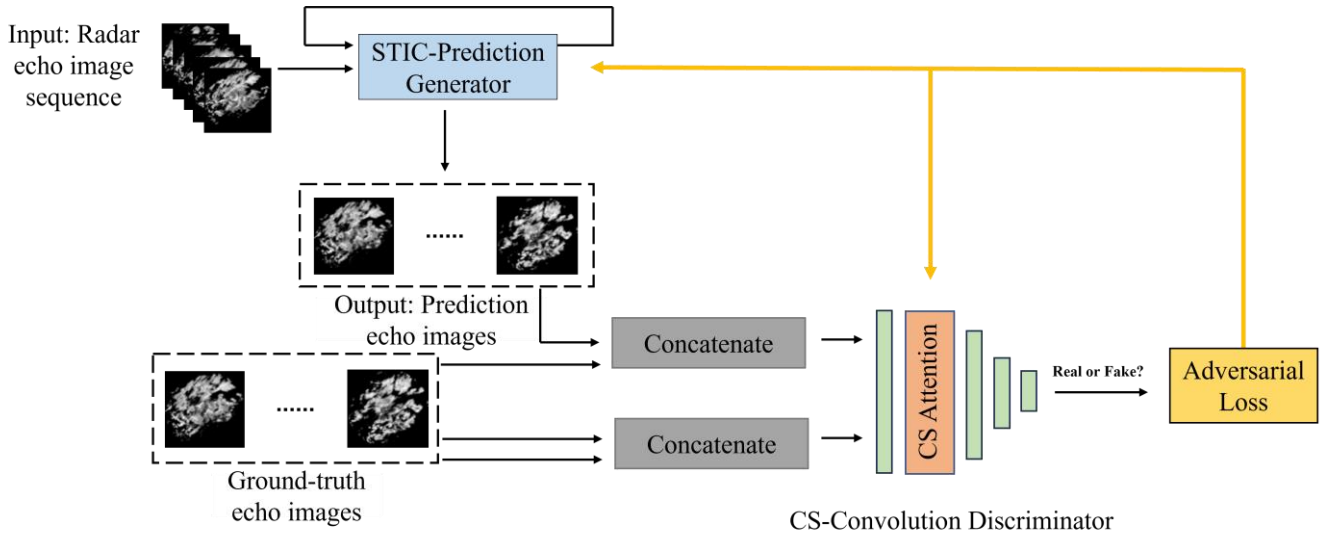 Input: Radar
echo image
sequence
STIC-Prediction
Generator
......
Output: Prediction
echo images
......
Ground-truth
echo images
Concatenate
Concatenate
CS Attention
Real or Fake?
Adversarial
Loss
CS-Convolution Discriminator